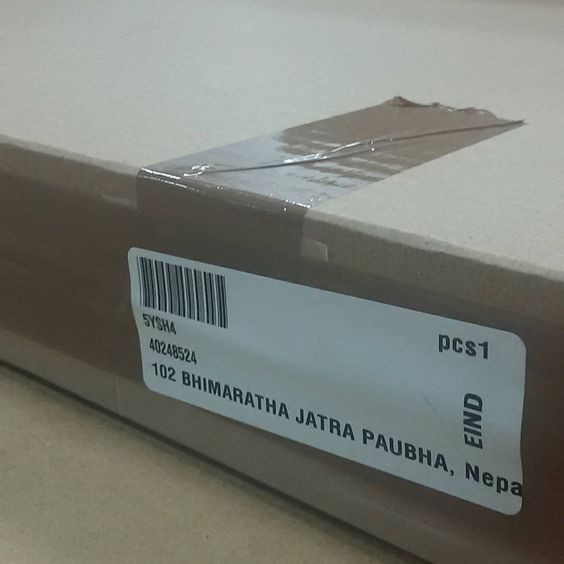 pcs1
5YSH4
40248524
EIND
102 BHIMARATHA JATRA PAUBHA, Nepa